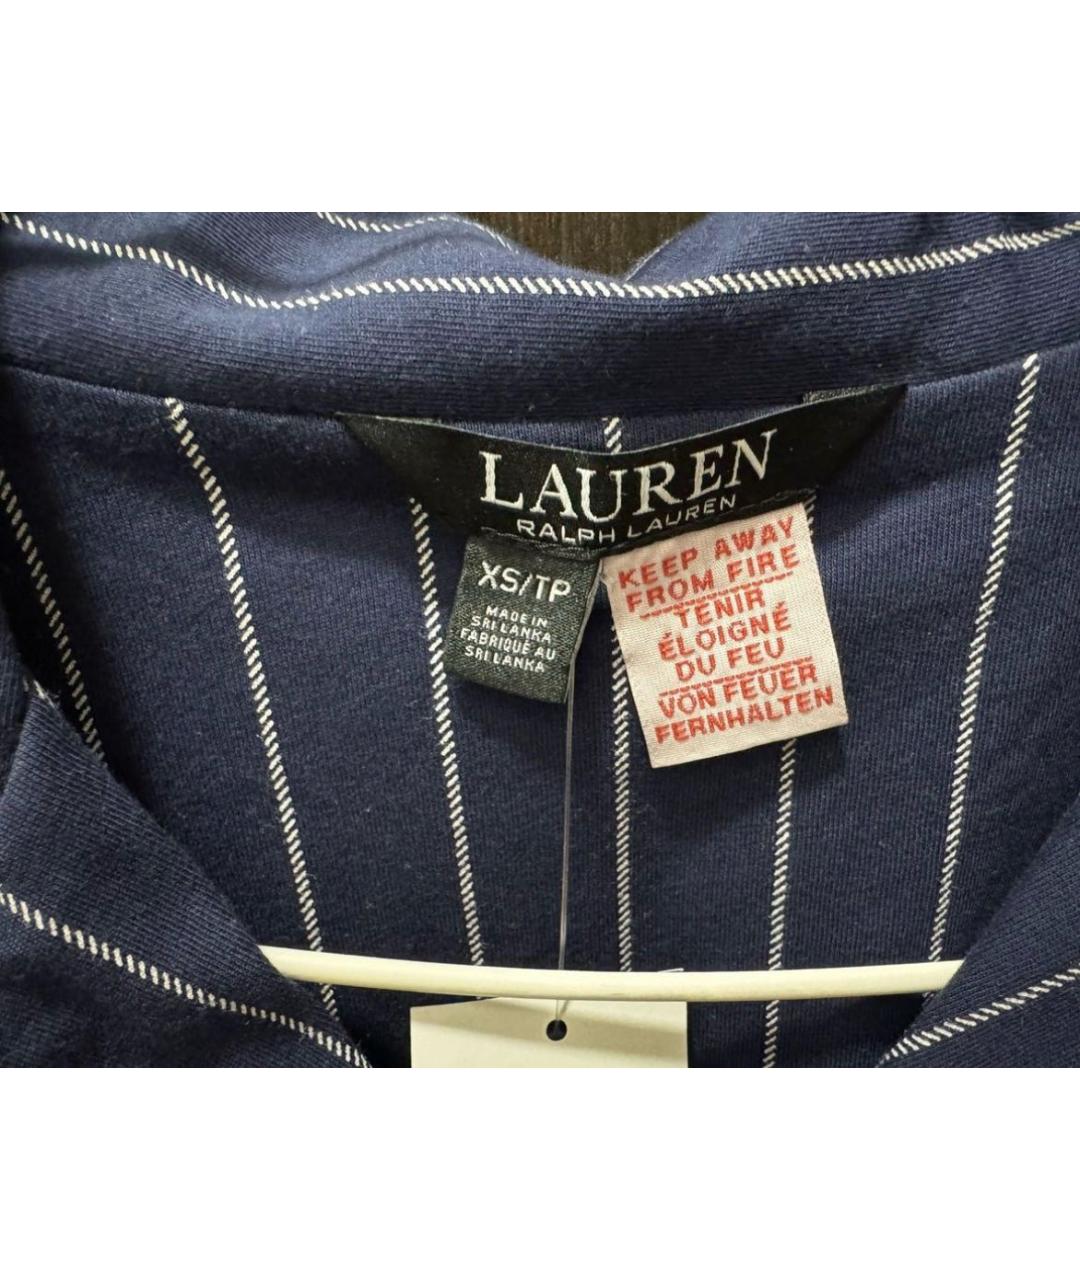 LAUREN
RALPH LAUREN
XS/TP
MADE IN
SRI LANKA
FABRIQUÉ AU
SRI LANKA
KEEP AWAY
FROM FIRE
TENIR
ÉLOIGNÉ
DU FEU
VON FEUER
FERNHALTEN